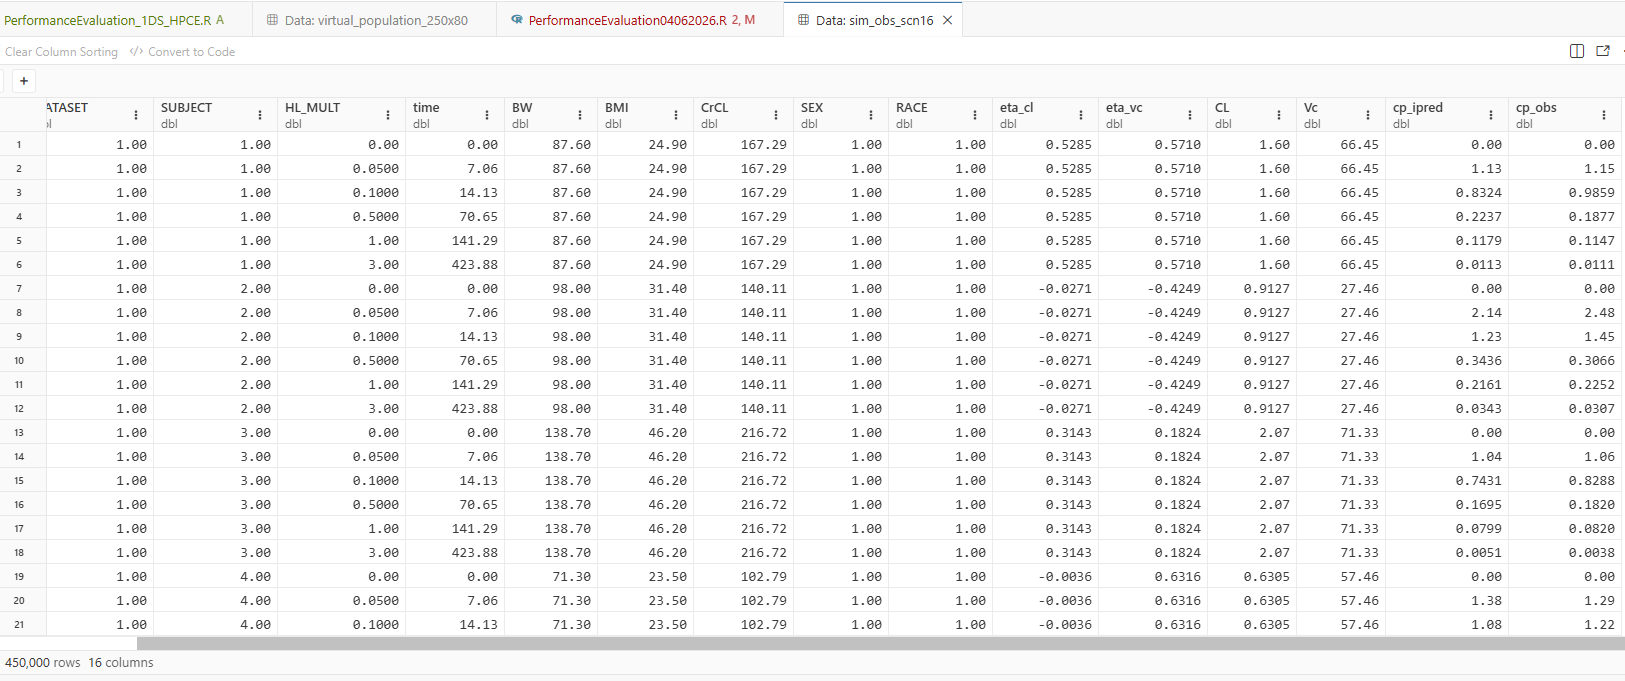 PerformanceEvaluation_1DS_HPCE.R A Data: virtual_population_250x80 PerformanceEvaluation04062026.R 2, M Data: sim_obs_scn16
Clear Column Sorting </> Convert to Code
+
ATASET SUBJECT HL_MULT time BW BMI CrCL SEX RACE eta_cl eta_vc CL Vc cp_ipred cp_obs
bl dbl dbl dbl dbl dbl dbl dbl dbl dbl dbl dbl dbl dbl dbl
1 1.00 1.00 0.00 0.00 87.60 24.90 167.29 1.00 1.00 0.5285 0.5710 1.60 66.45 0.00 0.00
2 1.00 1.00 0.0500 7.06 87.60 24.90 167.29 1.00 1.00 0.5285 0.5710 1.60 66.45 1.13 1.15
3 1.00 1.00 0.1000 14.13 87.60 24.90 167.29 1.00 1.00 0.5285 0.5710 1.60 66.45 0.8324 0.9859
4 1.00 1.00 0.5000 70.65 87.60 24.90 167.29 1.00 1.00 0.5285 0.5710 1.60 66.45 0.2237 0.1877
5 1.00 1.00 1.00 141.29 87.60 24.90 167.29 1.00 1.00 0.5285 0.5710 1.60 66.45 0.1179 0.1147
6 1.00 1.00 3.00 423.88 87.60 24.90 167.29 1.00 1.00 0.5285 0.5710 1.60 66.45 0.0113 0.0111
7 1.00 2.00 0.00 0.00 98.00 31.40 140.11 1.00 1.00 -0.0271 -0.4249 0.9127 27.46 0.00 0.00
8 1.00 2.00 0.0500 7.06 98.00 31.40 140.11 1.00 1.00 -0.0271 -0.4249 0.9127 27.46 2.14 2.48
9 1.00 2.00 0.1000 14.13 98.00 31.40 140.11 1.00 1.00 -0.0271 -0.4249 0.9127 27.46 1.23 1.45
10 1.00 2.00 0.5000 70.65 98.00 31.40 140.11 1.00 1.00 -0.0271 -0.4249 0.9127 27.46 0.3436 0.3066
11 1.00 2.00 1.00 141.29 98.00 31.40 140.11 1.00 1.00 -0.0271 -0.4249 0.9127 27.46 0.2161 0.2252
12 1.00 2.00 3.00 423.88 98.00 31.40 140.11 1.00 1.00 -0.0271 -0.4249 0.9127 27.46 0.0343 0.0307
13 1.00 3.00 0.00 0.00 138.70 46.20 216.72 1.00 1.00 0.3143 0.1824 2.07 71.33 0.00 0.00
14 1.00 3.00 0.0500 7.06 138.70 46.20 216.72 1.00 1.00 0.3143 0.1824 2.07 71.33 1.04 1.06
15 1.00 3.00 0.1000 14.13 138.70 46.20 216.72 1.00 1.00 0.3143 0.1824 2.07 71.33 0.7431 0.8288
16 1.00 3.00 0.5000 70.65 138.70 46.20 216.72 1.00 1.00 0.3143 0.1824 2.07 71.33 0.1695 0.1820
17 1.00 3.00 1.00 141.29 138.70 46.20 216.72 1.00 1.00 0.3143 0.1824 2.07 71.33 0.0799 0.0820
18 1.00 3.00 3.00 423.88 138.70 46.20 216.72 1.00 1.00 0.3143 0.1824 2.07 71.33 0.0051 0.0038
19 1.00 4.00 0.00 0.00 71.30 23.50 102.79 1.00 1.00 -0.0036 0.6316 0.6305 57.46 0.00 0.00
20 1.00 4.00 0.0500 7.06 71.30 23.50 102.79 1.00 1.00 -0.0036 0.6316 0.6305 57.46 1.38 1.29
21 1.00 4.00 0.1000 14.13 71.30 23.50 102.79 1.00 1.00 -0.0036 0.6316 0.6305 57.46 1.08 1.22
450,000 rows 16 columns